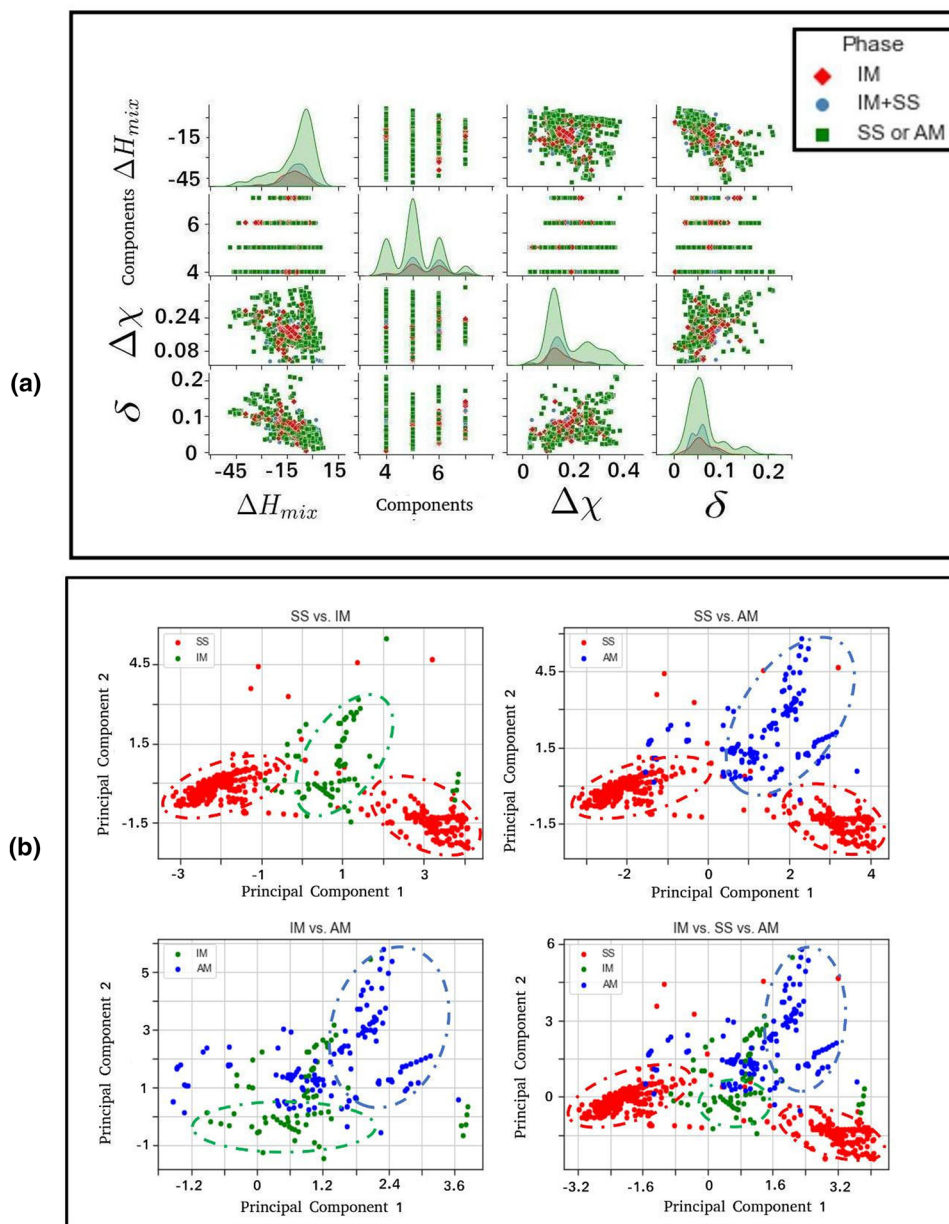 Phase
IM
IM+SS
SS or AM
ΔH_mix
-15
-45
Components
6
4
Δχ
0.24
0.08
(a)
δ
0.2
0.1
0
-45 -15 15
4 6
0 0.2 0.4
0 0.1 0.2
ΔH_mix
Components
Δχ
δ
SS vs. IM
SS
IM
Principal Component 2
4.5
1.5
-1.5
-3 -1 1 3
Principal Component 1
SS vs. AM
SS
AM
Principal Component 2
4.5
1.5
-1.5
-2 0 2 4
Principal Component 1
(b)
IM vs. AM
IM
AM
Principal Component 2
5
3
1
-1
-1.2 0 1.2 2.4 3.6
Principal Component 1
IM vs. SS vs. AM
SS
IM
AM
Principal Component 2
6
3
0
-3.2 -1.6 0 1.6 3.2
Principal Component 1